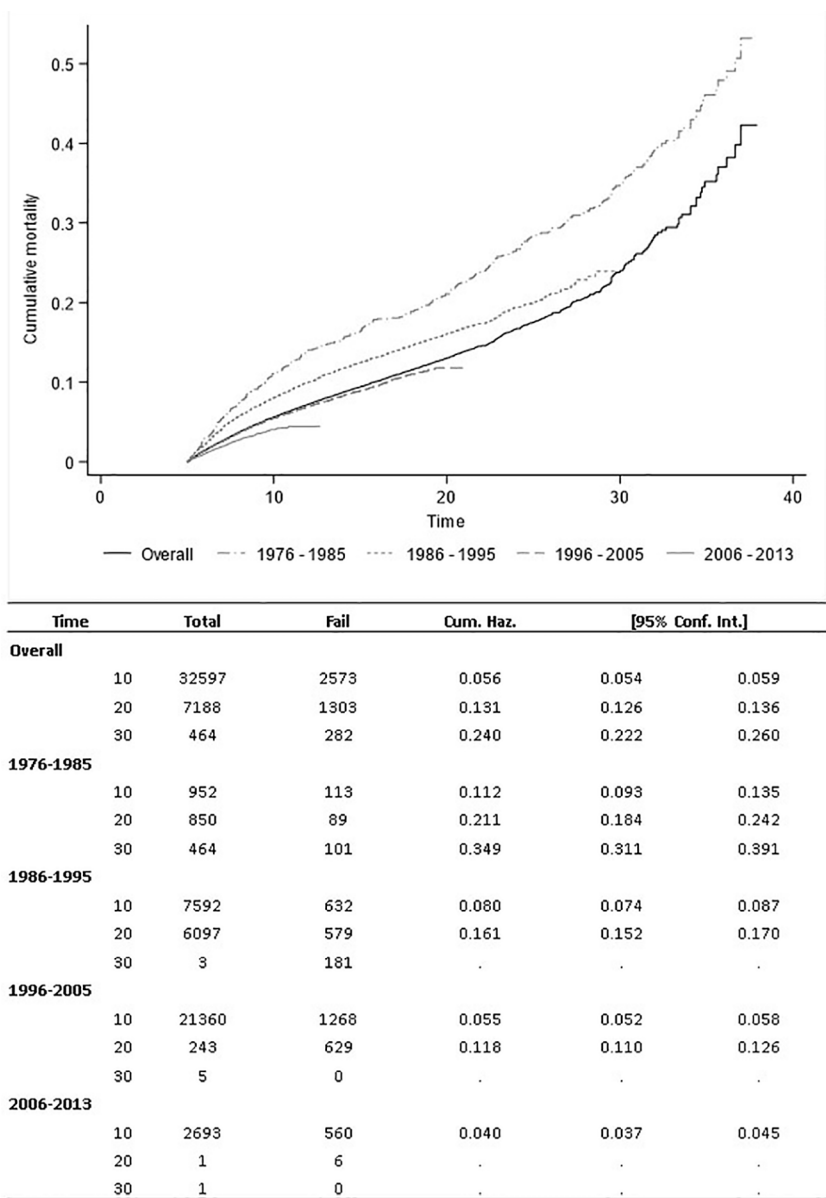 0.5
0.4
0.3
0.2
0.1
0
Cumulative mortality
0 10 20 30 40
Time
Overall 1976 - 1985 1986 - 1995 1996 - 2005 2006 - 2013
Time Total Fail Cum. Haz. [95% Conf. Int.]
Overall
10 32597 2573 0.056 0.054 0.059
20 7188 1303 0.131 0.126 0.136
30 464 282 0.240 0.222 0.260
1976-1985
10 952 113 0.112 0.093 0.135
20 850 89 0.211 0.184 0.242
30 464 101 0.349 0.311 0.391
1986-1995
10 7592 632 0.080 0.074 0.087
20 6097 579 0.161 0.152 0.170
30 3 181 . . .
1996-2005
10 21360 1268 0.055 0.052 0.058
20 243 629 0.118 0.110 0.126
30 5 0 . . .
2006-2013
10 2693 560 0.040 0.037 0.045
20 1 6 . . .
30 1 0 . . .